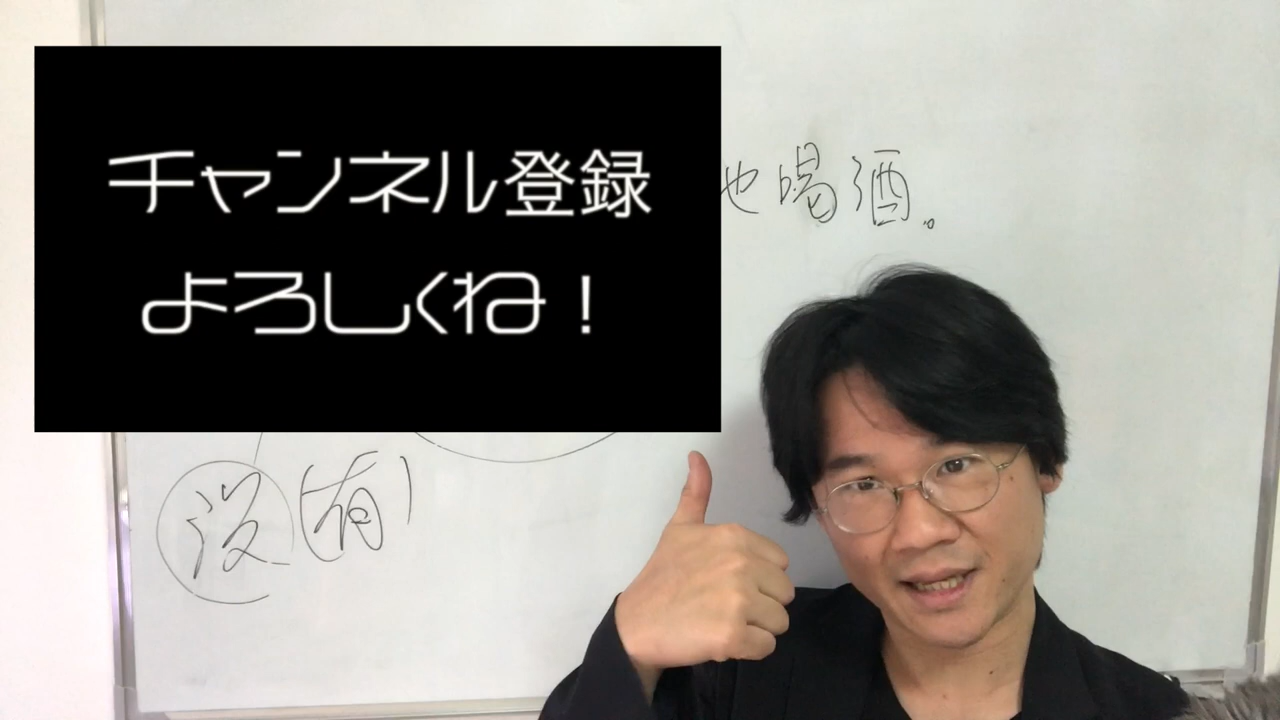 チャンネル登録
よろしくね！
也喝酒。
没(有)